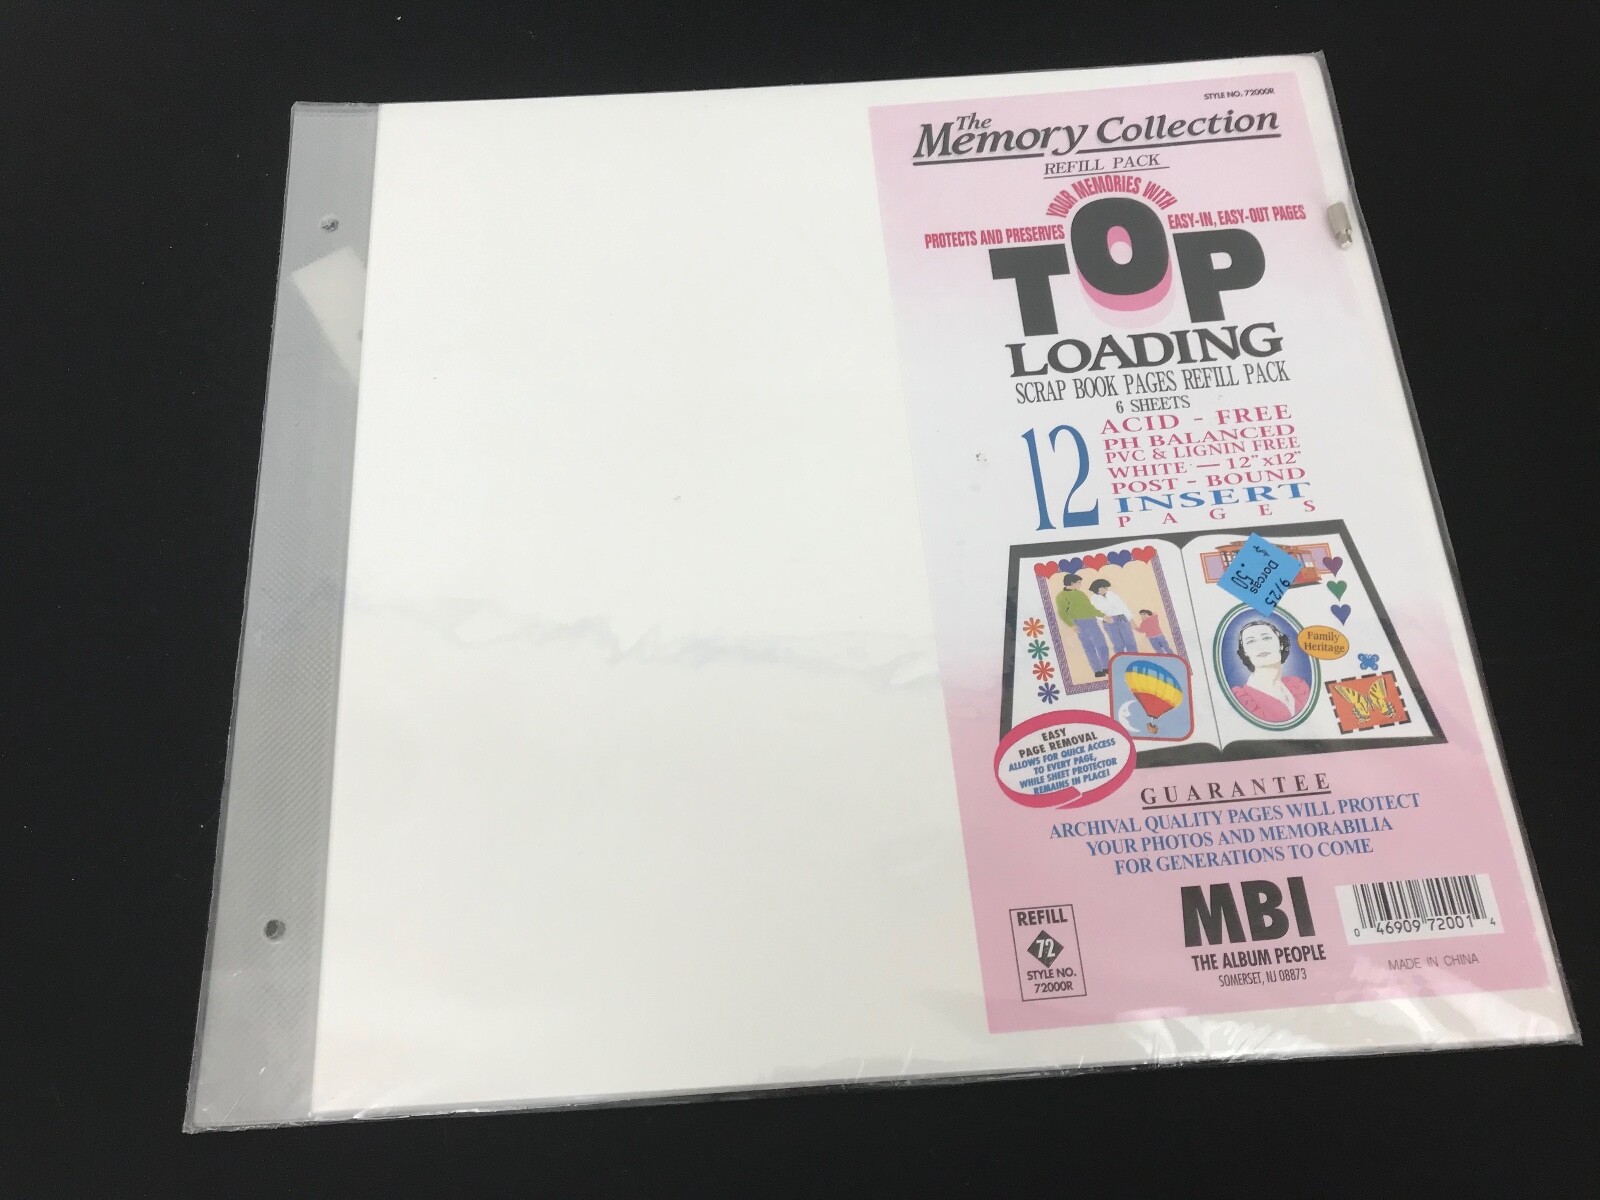 STYLE NO. 72000R
The
Memory Collection
REFILL PACK
PROTECTS AND PRESERVES YOUR MEMORIES WITH EASY-IN, EASY-OUT PAGES
TOP
LOADING
SCRAP BOOK PAGES REFILL PACK
6 SHEETS
12
ACID - FREE
PH BALANCED
PVC & LIGNIN FREE
WHITE — 12"x12"
POST - BOUND
INSERT
PAGES
9/25
Dorcas
$ .50
Family
Heritage
EASY
PAGE REMOVAL
ALLOWS FOR QUICK ACCESS
TO EVERY PAGE,
WHILE SHEET PROTECTOR
REMAINS IN PLACE!
GUARANTEE
ARCHIVAL QUALITY PAGES WILL PROTECT
YOUR PHOTOS AND MEMORABILIA
FOR GENERATIONS TO COME
REFILL
72
STYLE NO.
72000R
MBI
THE ALBUM PEOPLE
SOMERSET, NJ 08873
0 46909 72001 4
MADE IN CHINA